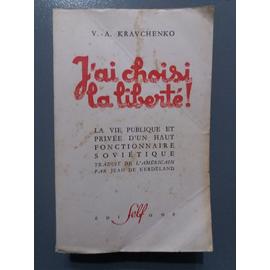 V.-A. KRAVCHENKO
J'ai choisi
la liberté!
LA VIE PUBLIQUE ET
PRIVÉE D'UN HAUT
FONCTIONNAIRE
SOVIÉTIQUE
TRADUIT DE L'AMÉRICAIN
PAR JEAN DE KERDÉLAND
ÉDITIONS Self